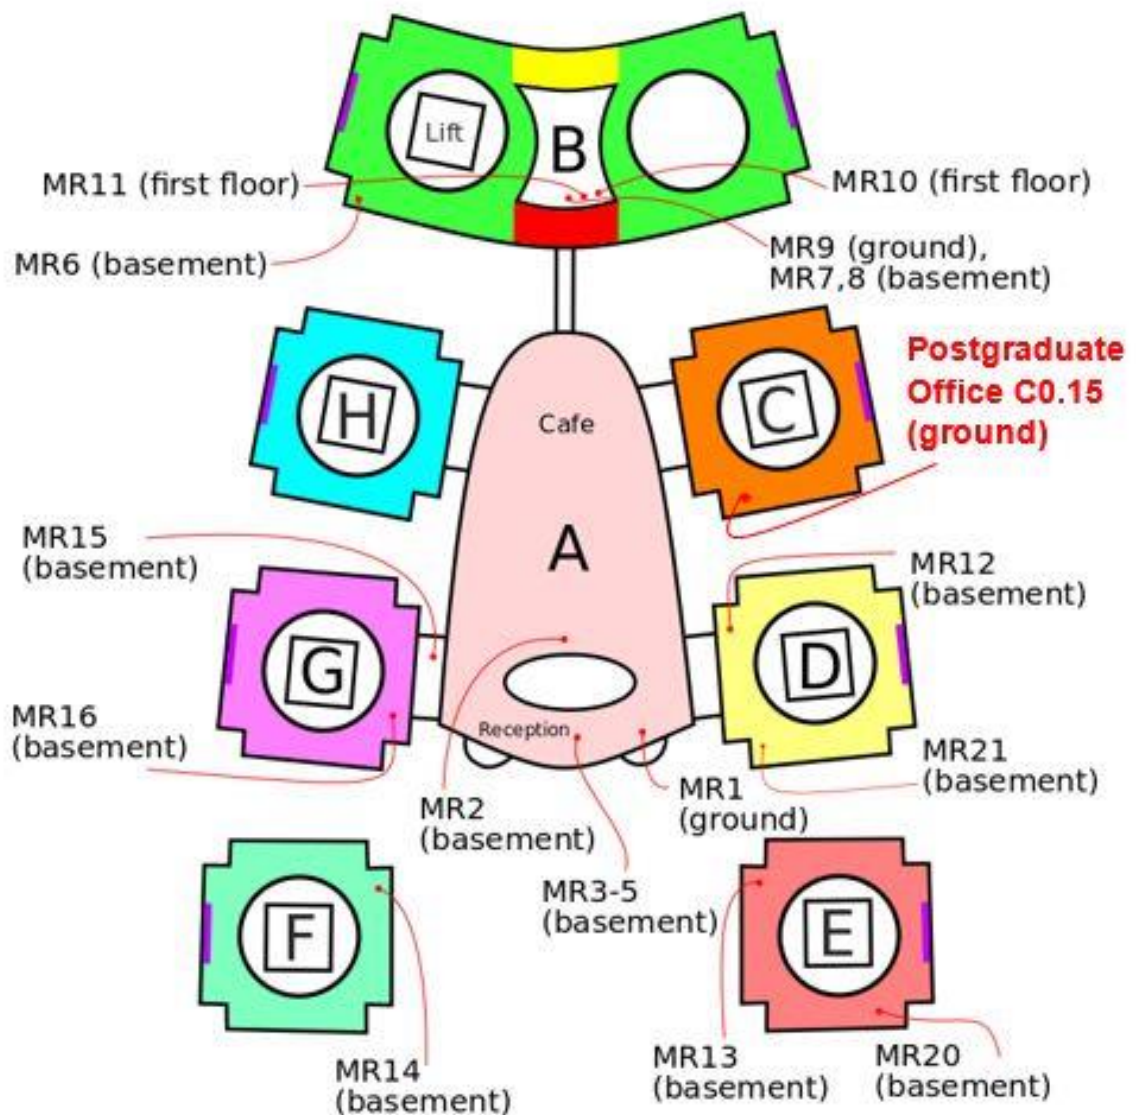 Lift
B
MR11 (first floor)
MR10 (first floor)
MR9 (ground),
MR7,8 (basement)
MR6 (basement)
Postgraduate
Office C0.15
(ground)
H
C
Cafe
A
MR15
(basement)
MR12
(basement)
G
D
MR16
(basement)
Reception
MR21
(basement)
MR2
(basement)
MR1
(ground)
MR3-5
(basement)
F
E
MR14
(basement)
MR13
(basement)
MR20
(basement)